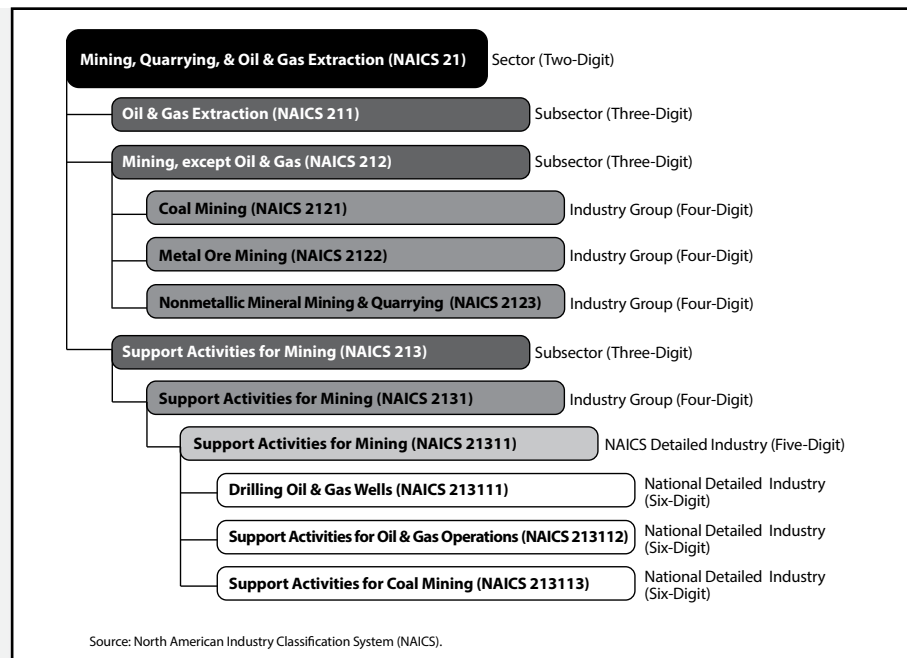 Mining, Quarrying, & Oil & Gas Extraction (NAICS 21) Sector (Two-Digit)
Oil & Gas Extraction (NAICS 211) Subsector (Three-Digit)
Mining, except Oil & Gas (NAICS 212) Subsector (Three-Digit)
Coal Mining (NAICS 2121) Industry Group (Four-Digit)
Metal Ore Mining (NAICS 2122) Industry Group (Four-Digit)
Nonmetallic Mineral Mining & Quarrying (NAICS 2123) Industry Group (Four-Digit)
Support Activities for Mining (NAICS 213) Subsector (Three-Digit)
Support Activities for Mining (NAICS 2131) Industry Group (Four-Digit)
Support Activities for Mining (NAICS 21311) NAICS Detailed Industry (Five-Digit)
Drilling Oil & Gas Wells (NAICS 213111) National Detailed Industry
(Six-Digit)
Support Activities for Oil & Gas Operations (NAICS 213112) National Detailed Industry
(Six-Digit)
Support Activities for Coal Mining (NAICS 213113) National Detailed Industry
(Six-Digit)
Source: North American Industry Classification System (NAICS).